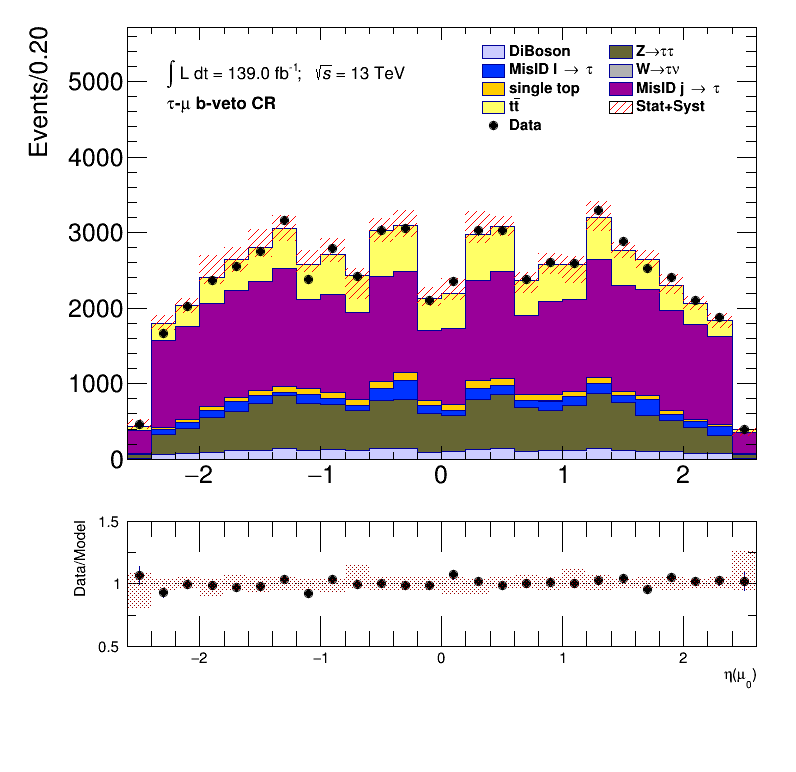 Events/0.20
∫ L dt = 139.0 fb⁻¹; √s = 13 TeV
τ-μ b-veto CR
DiBoson
MisID l → τ
single top
tt̄
Data
Z→ττ
W→τν
MisID j → τ
Stat+Syst
5000
4000
3000
2000
1000
0
−2 −1 0 1 2
Data/Model
1.5
1
0.5
−2 −1 0 1 2
η(μ₀)